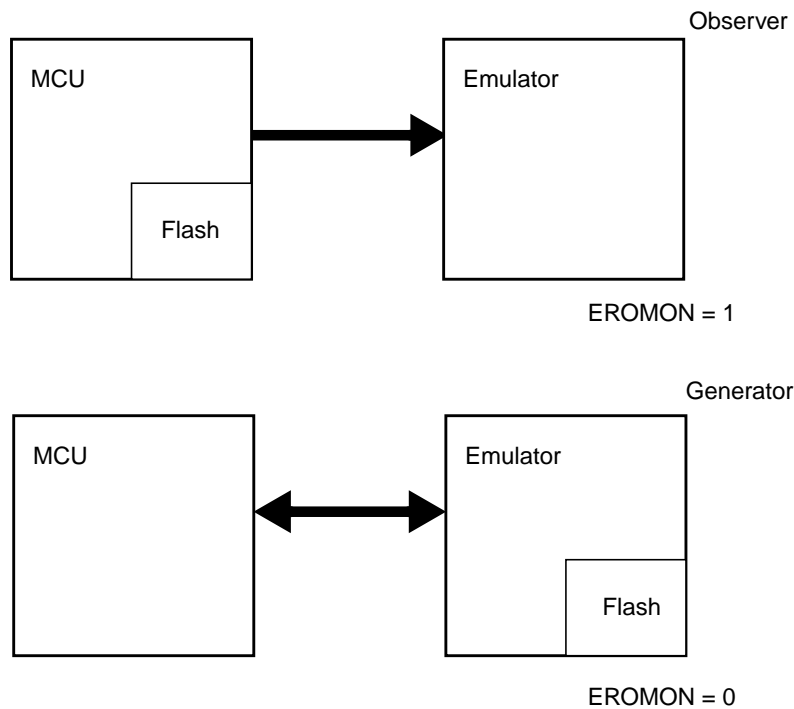 Observer
MCU
Emulator
Flash
EROMON = 1
Generator
MCU
Emulator
Flash
EROMON = 0